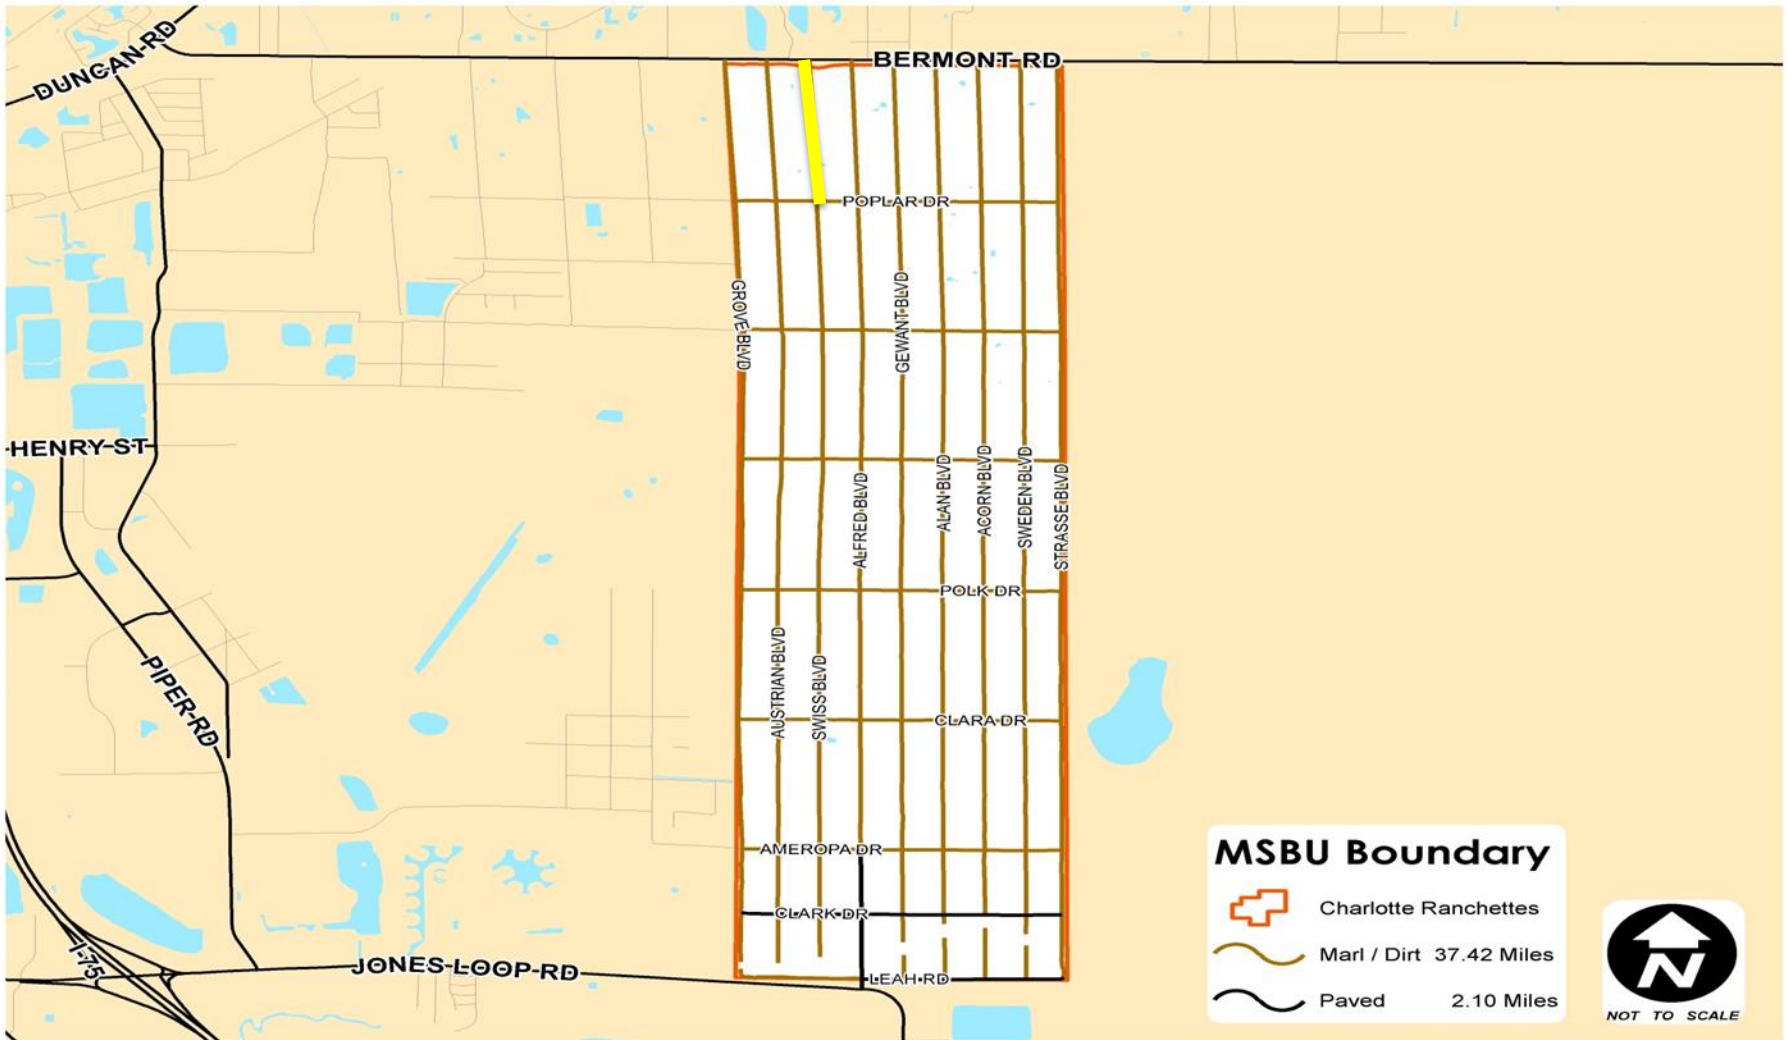 DUNCAN RD
BERMONT RD
POPLAR DR
GROVE BLVD
GEWANT BLVD
HENRY ST
ALFRED BLVD
ALAN BLVD
ACORN BLVD
SWEDEN BLVD
STRASSE BLVD
POLK DR
AUSTRIAN BLVD
SWISS BLVD
PIPER RD
CLARA DR
AMEROPA DR
CLARK DR
I-75
JONES LOOP RD
LEAH RD
MSBU Boundary
Charlotte Ranchettes
Marl / Dirt 37.42 Miles
Paved 2.10 Miles
N
NOT TO SCALE